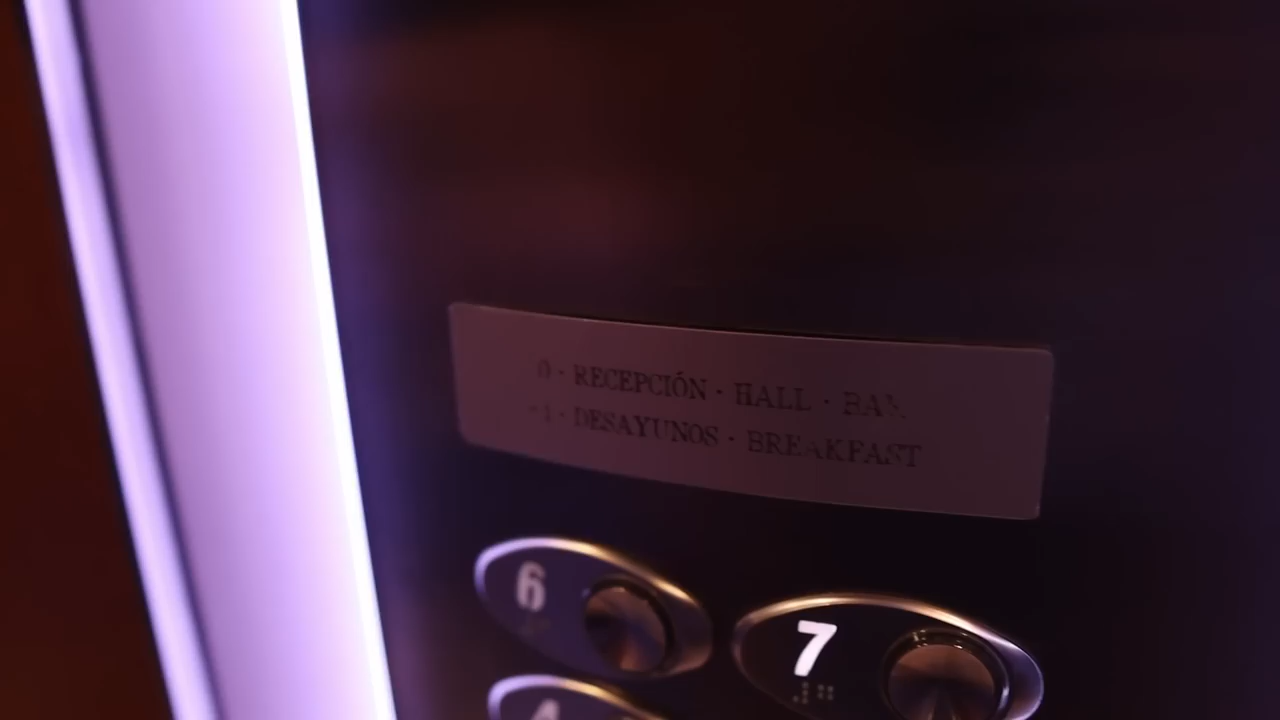 0 · RECEPCIÓN · HALL · BAR
-1 · DESAYUNOS · BREAKFAST
6
7
4